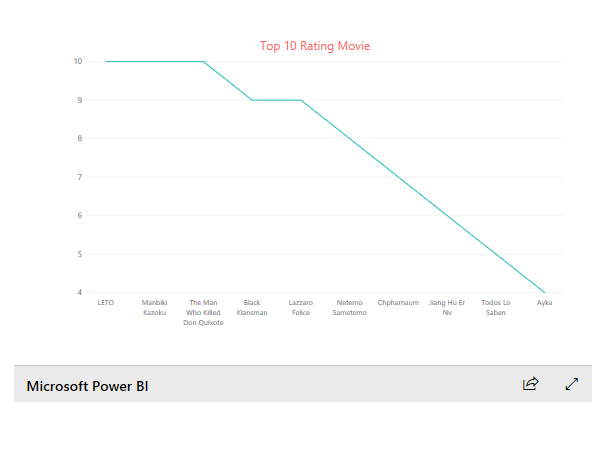 Top 10 Rating Movie
10
9
8
7
6
5
4
LETO
Manbiki
Kazoku
The Man
Who Killed
Don Quixote
Black
Klansman
Lazzaro
Felice
Netemo
Sametemo
Chphamaum
Jiang Hu Er
Nv
Todos Lo
Saben
Ayka
Microsoft Power BI